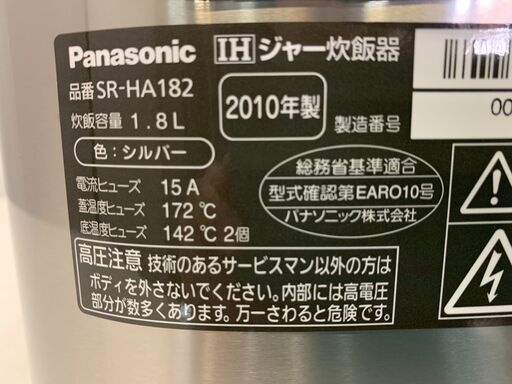 Panasonic IHジャー炊飯器
品番 SR-HA182
炊飯容量 1.8L
2010年製
製造番号
00
色：シルバー
電流ヒューズ 15A
蓋温度ヒューズ 172℃
底温度ヒューズ 142℃ 2個
総務省基準適合
型式確認第EARO10号
パナソニック株式会社
高圧注意 技術のあるサービスマン以外の方は
ボディを外さないでください。内部には高電圧
部分が数多くあります。万一さわると危険です。